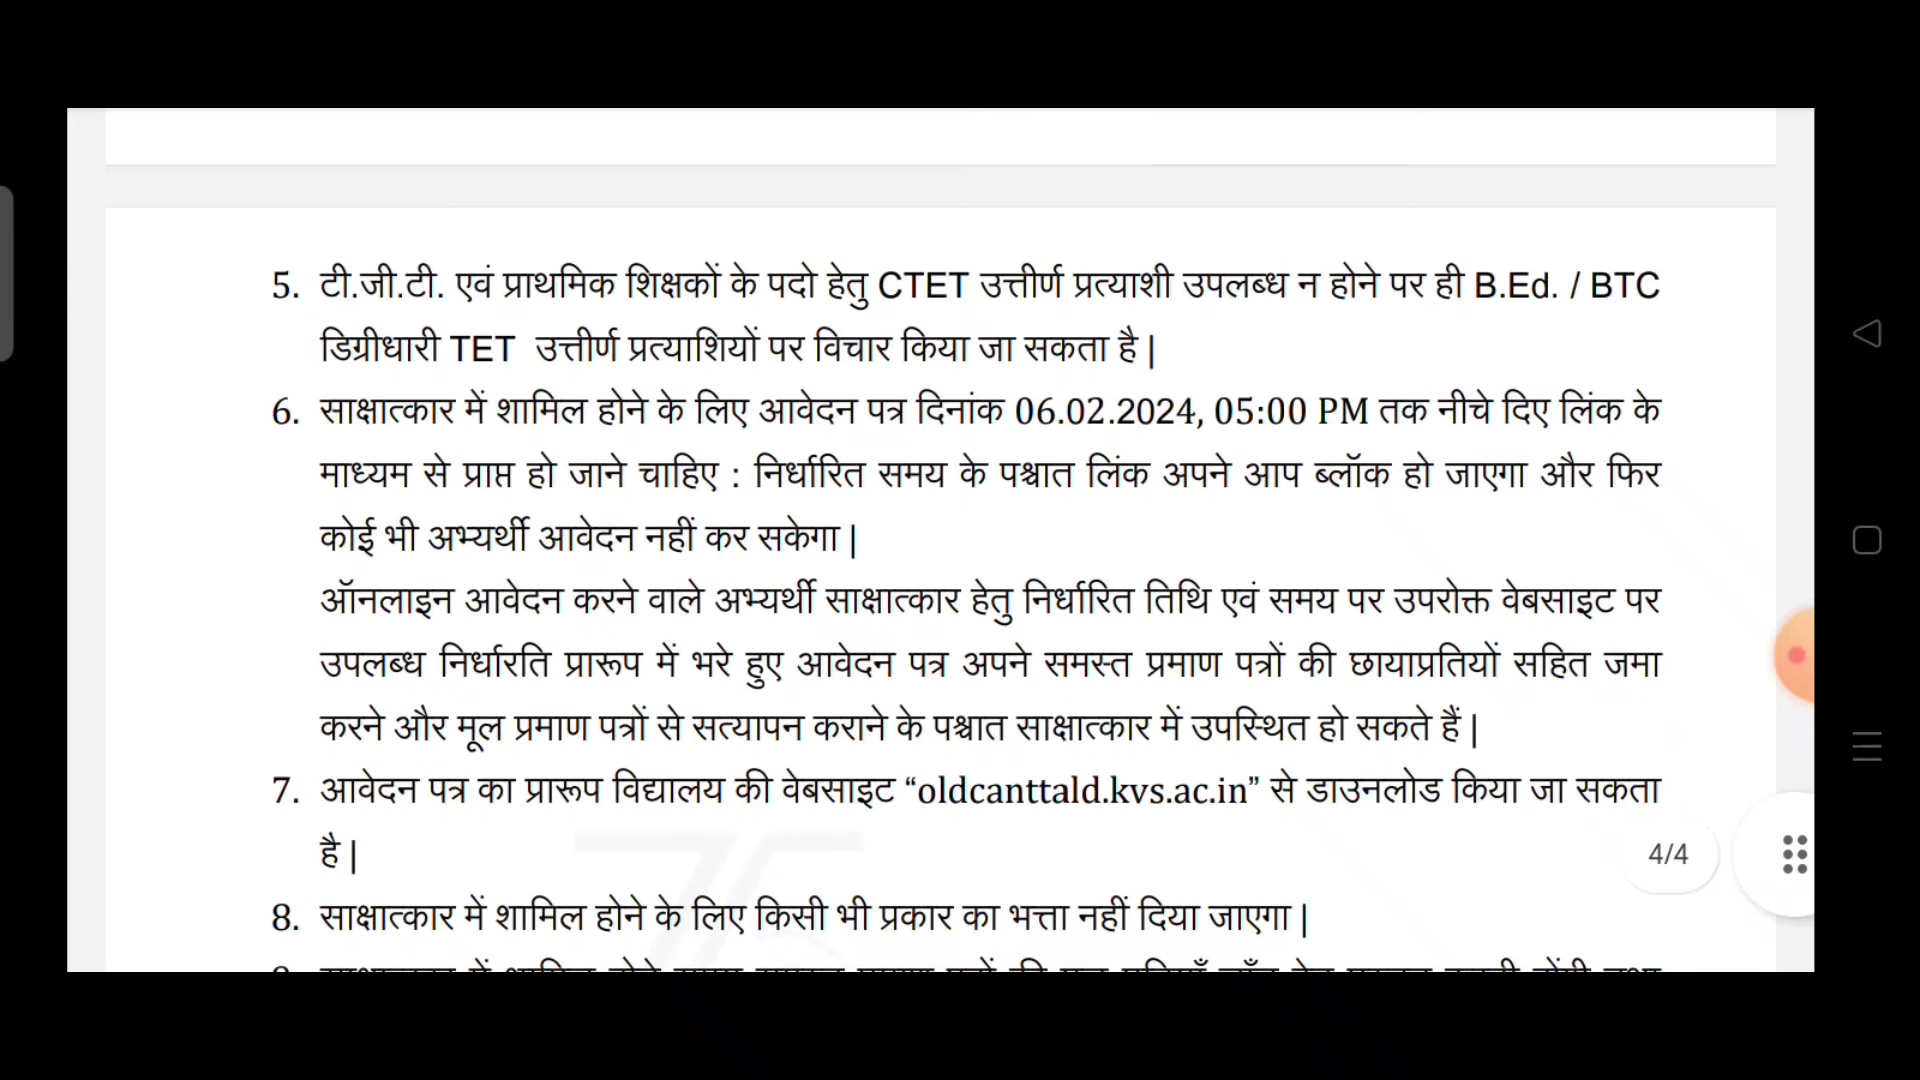 5. टी.जी.टी. एवं प्राथमिक शिक्षकों के पदो हेतु CTET उत्तीर्ण प्रत्याशी उपलब्ध न होने पर ही B.Ed. / BTC
डिग्रीधारी TET उत्तीर्ण प्रत्याशियों पर विचार किया जा सकता है |
6. साक्षात्कार में शामिल होने के लिए आवेदन पत्र दिनांक 06.02.2024, 05:00 PM तक नीचे दिए लिंक के
माध्यम से प्राप्त हो जाने चाहिए : निर्धारित समय के पश्चात लिंक अपने आप ब्लॉक हो जाएगा और फिर
कोई भी अभ्यर्थी आवेदन नहीं कर सकेगा |
ऑनलाइन आवेदन करने वाले अभ्यर्थी साक्षात्कार हेतु निर्धारित तिथि एवं समय पर उपरोक्त वेबसाइट पर
उपलब्ध निर्धारति प्रारूप में भरे हुए आवेदन पत्र अपने समस्त प्रमाण पत्रों की छायाप्रतियों सहित जमा
करने और मूल प्रमाण पत्रों से सत्यापन कराने के पश्चात साक्षात्कार में उपस्थित हो सकते हैं |
7. आवेदन पत्र का प्रारूप विद्यालय की वेबसाइट “oldcanttald.kvs.ac.in” से डाउनलोड किया जा सकता
है |
4/4
8. साक्षात्कार में शामिल होने के लिए किसी भी प्रकार का भत्ता नहीं दिया जाएगा |